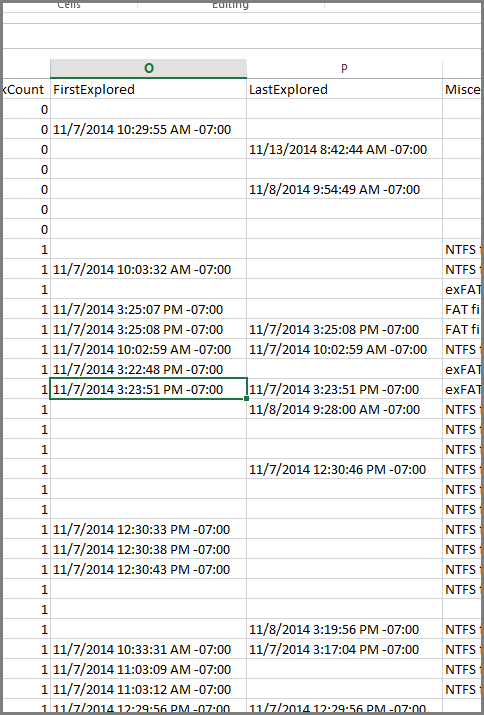 Cells Editing
O P
kCount FirstExplored LastExplored Misce
0
0 11/7/2014 10:29:55 AM -07:00
0 11/13/2014 8:42:44 AM -07:00
0
0 11/8/2014 9:54:49 AM -07:00
0
0
1 NTFS f
1 11/7/2014 10:03:32 AM -07:00 NTFS f
1 exFAT
1 11/7/2014 3:25:07 PM -07:00 FAT fi
1 11/7/2014 3:25:08 PM -07:00 11/7/2014 3:25:08 PM -07:00 FAT fi
1 11/7/2014 10:02:59 AM -07:00 11/7/2014 10:02:59 AM -07:00 NTFS f
1 11/7/2014 3:22:48 PM -07:00 exFAT
1 11/7/2014 3:23:51 PM -07:00 11/7/2014 3:23:51 PM -07:00 exFAT
1 11/8/2014 9:28:00 AM -07:00 NTFS f
1 NTFS f
1 NTFS f
1 11/7/2014 12:30:46 PM -07:00 NTFS f
1 NTFS f
1 NTFS f
1 11/7/2014 12:30:33 PM -07:00 NTFS f
1 11/7/2014 12:30:38 PM -07:00 NTFS f
1 11/7/2014 12:30:43 PM -07:00 NTFS f
1 NTFS f
1
1 11/8/2014 3:19:56 PM -07:00 NTFS f
1 11/7/2014 10:33:31 AM -07:00 11/7/2014 3:17:04 PM -07:00 NTFS f
1 11/7/2014 11:03:09 AM -07:00 NTFS f
1 11/7/2014 11:03:12 AM -07:00 NTFS f
1 11/7/2014 12:29:56 PM -07:00 11/7/2014 12:29:56 PM -07:00 NTFS f